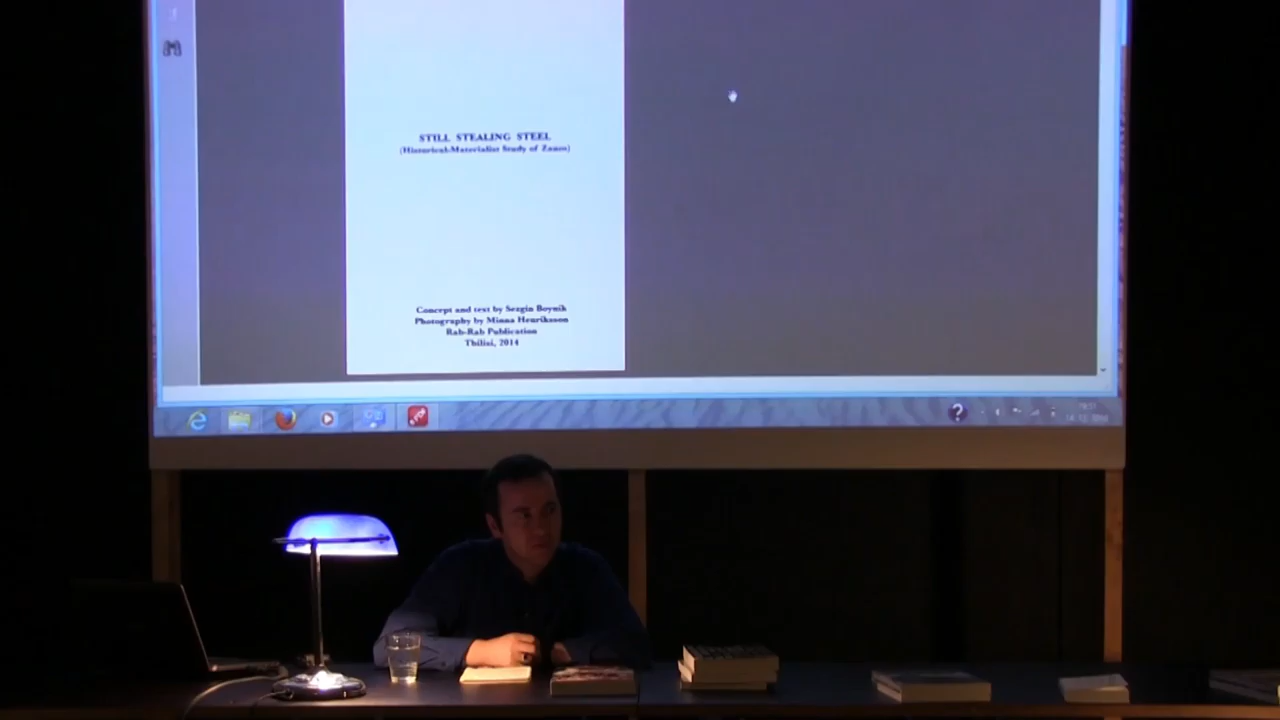 STILL STEALING STEEL
(Historical-Materialist Study of Zaum)
Concept and text by Sezgin Boynik
Photography by Minna Henriksson
Rab-Rab Publication
Tbilisi, 2014